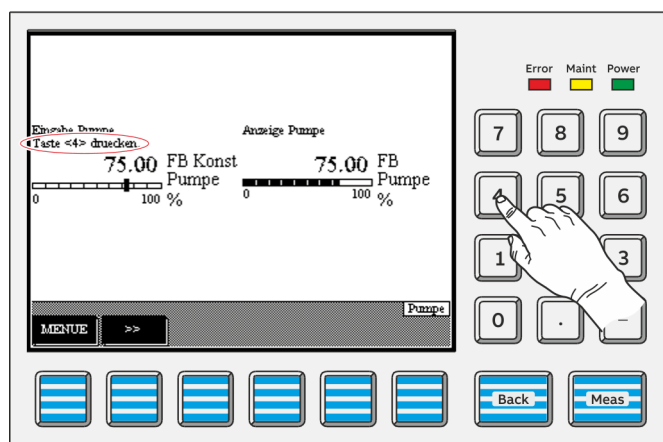 Error Maint Power
Eingabe Pumpe
Taste <4> druecken
75.00 FB Konst
Pumpe
0 100 %
Anzeige Pumpe
75.00 FB
Pumpe
0 100 %
Pumpe
MENUE >>
7 8 9
4 5 6
1 3
0 . –
Back Meas